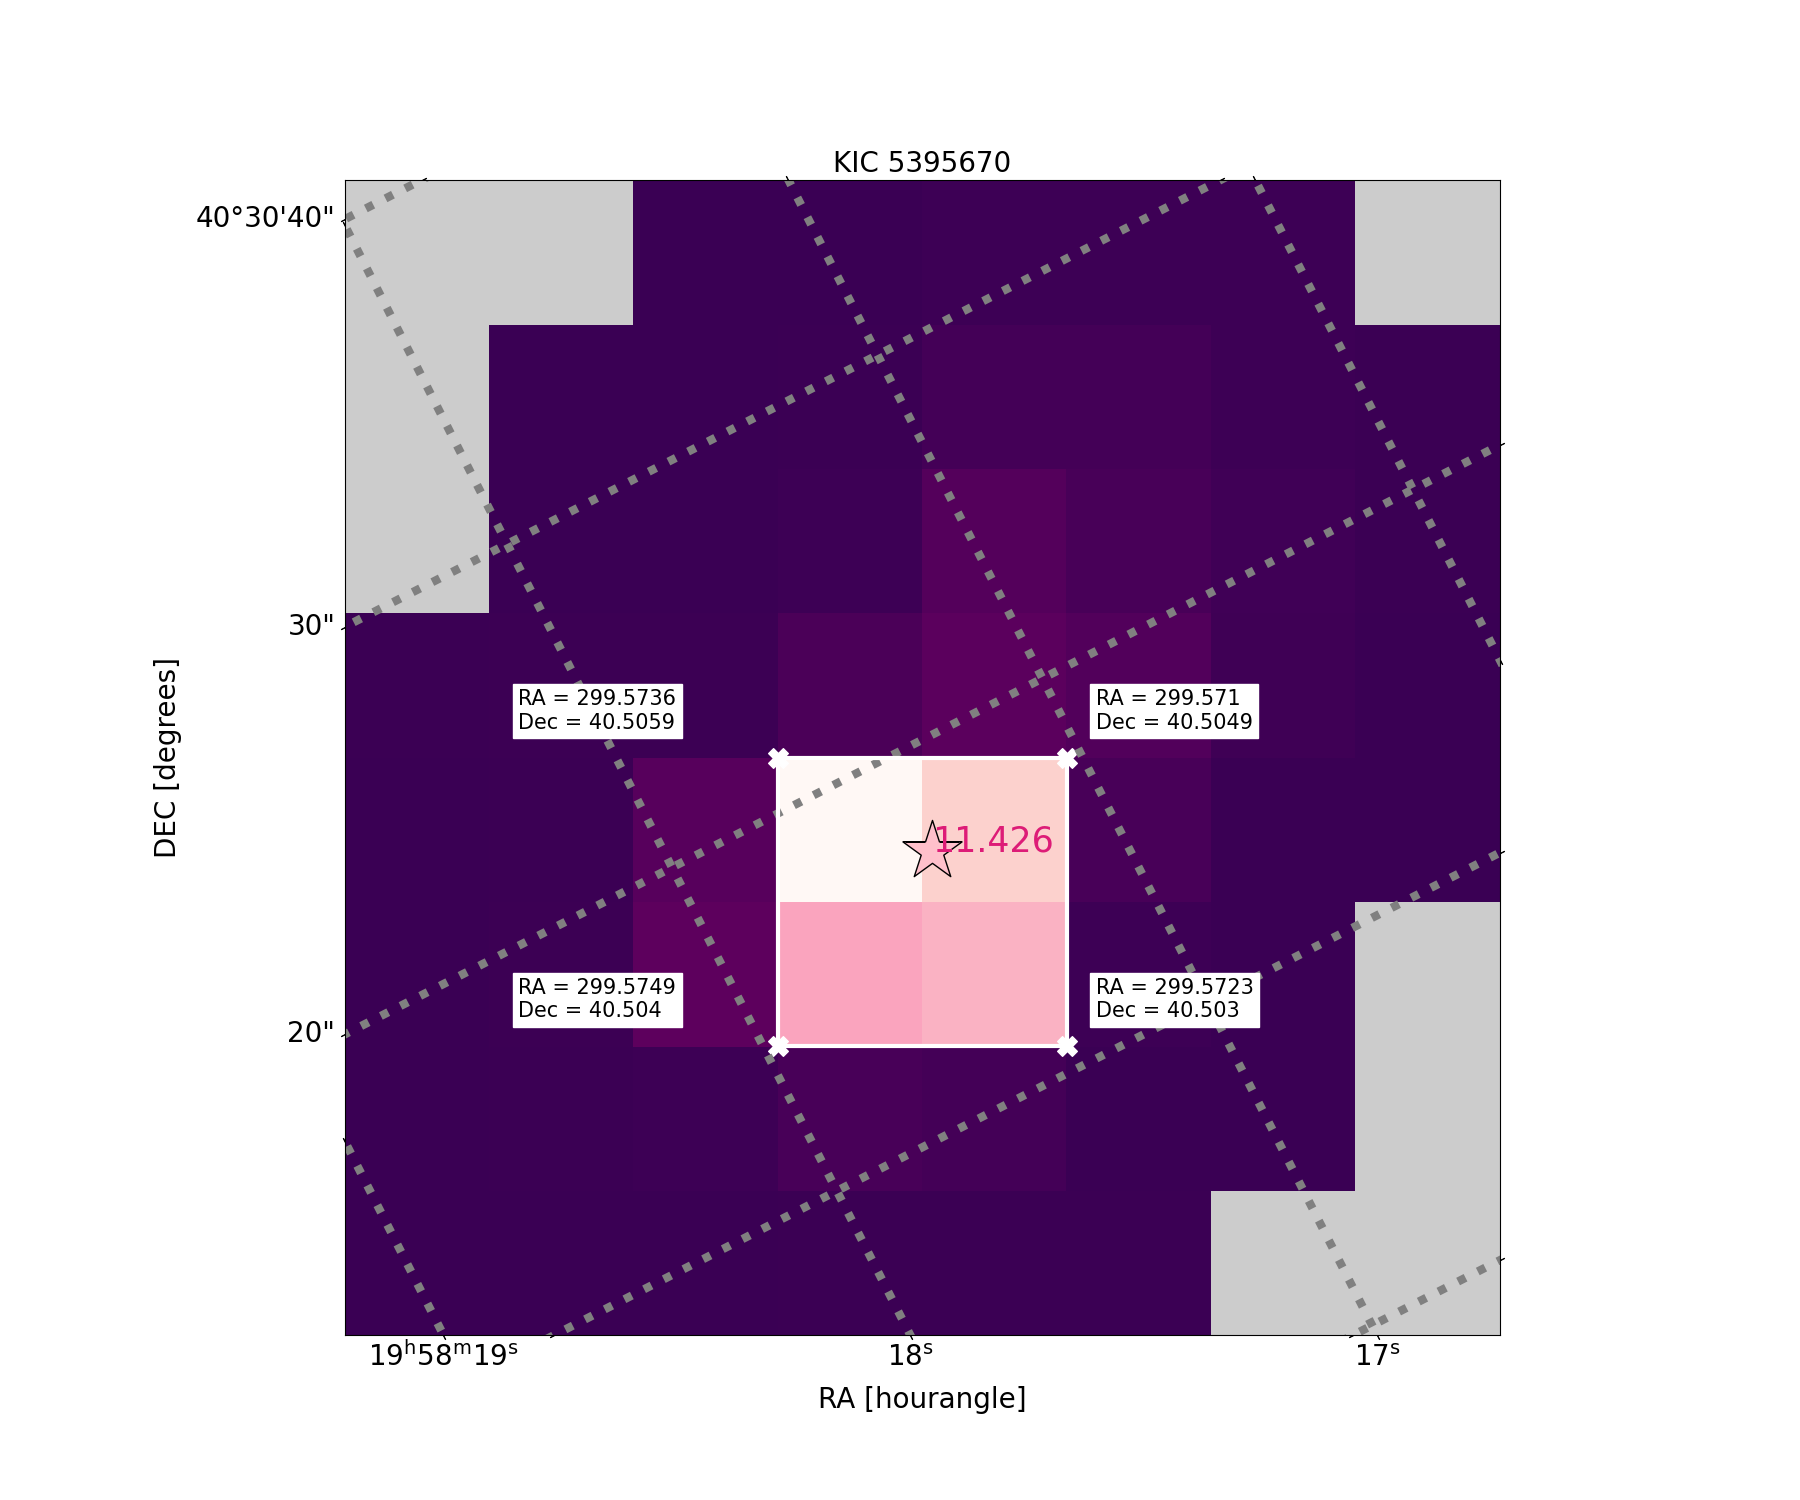 KIC 5395670
40°30'40"
30"
RA = 299.5736
Dec = 40.5059
RA = 299.571
Dec = 40.5049
DEC [degrees]
11.426
RA = 299.5749
Dec = 40.504
RA = 299.5723
Dec = 40.503
20"
19ʰ58ᵐ19ˢ
18ˢ
17ˢ
RA [hourangle]